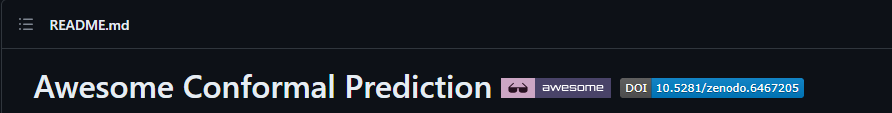 README.md
Awesome Conformal Prediction awesome DOI 10.5281/zenodo.6467205